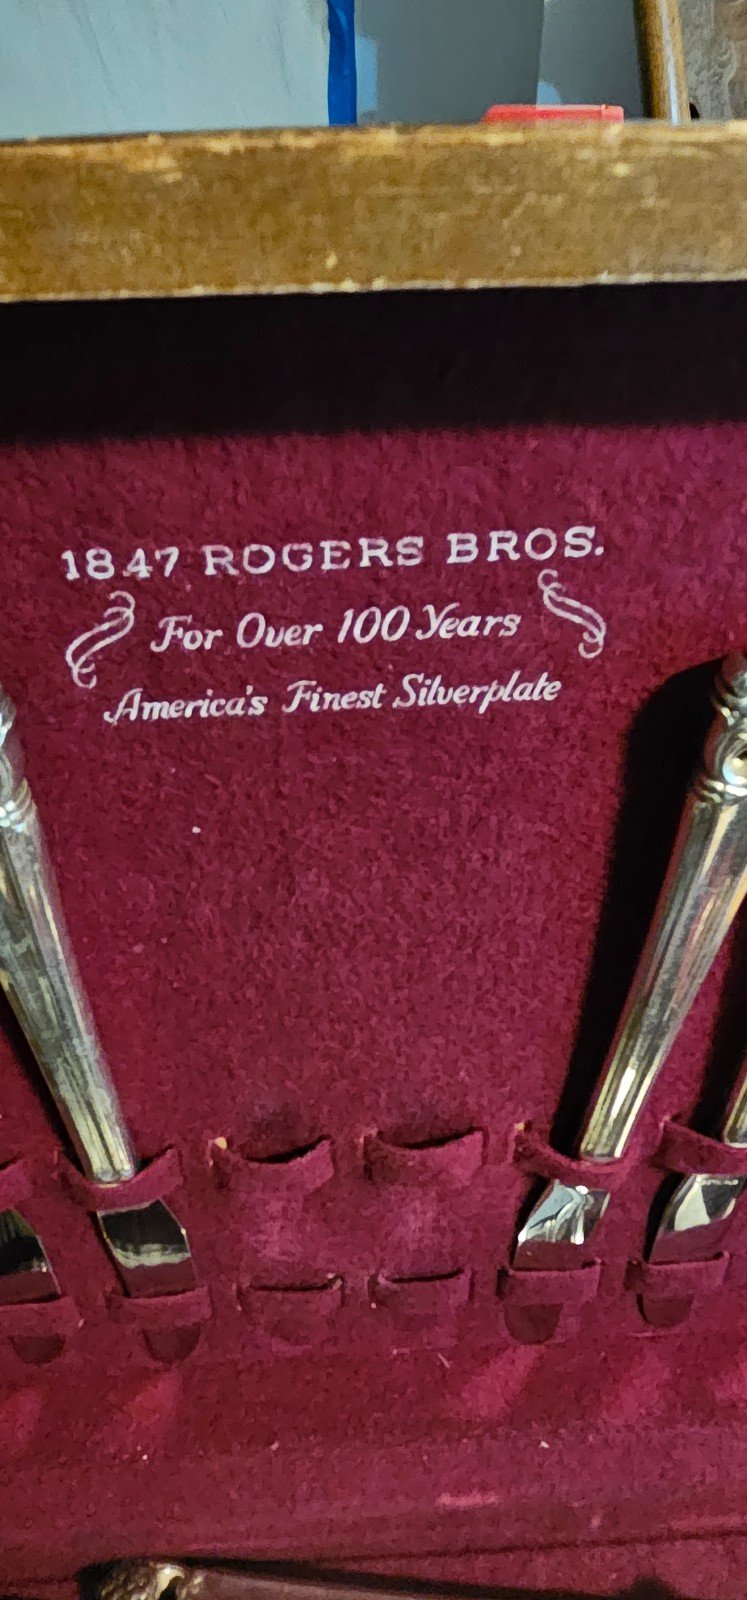 1847 ROGERS BROS.
For Over 100 Years
America's Finest Silverplate